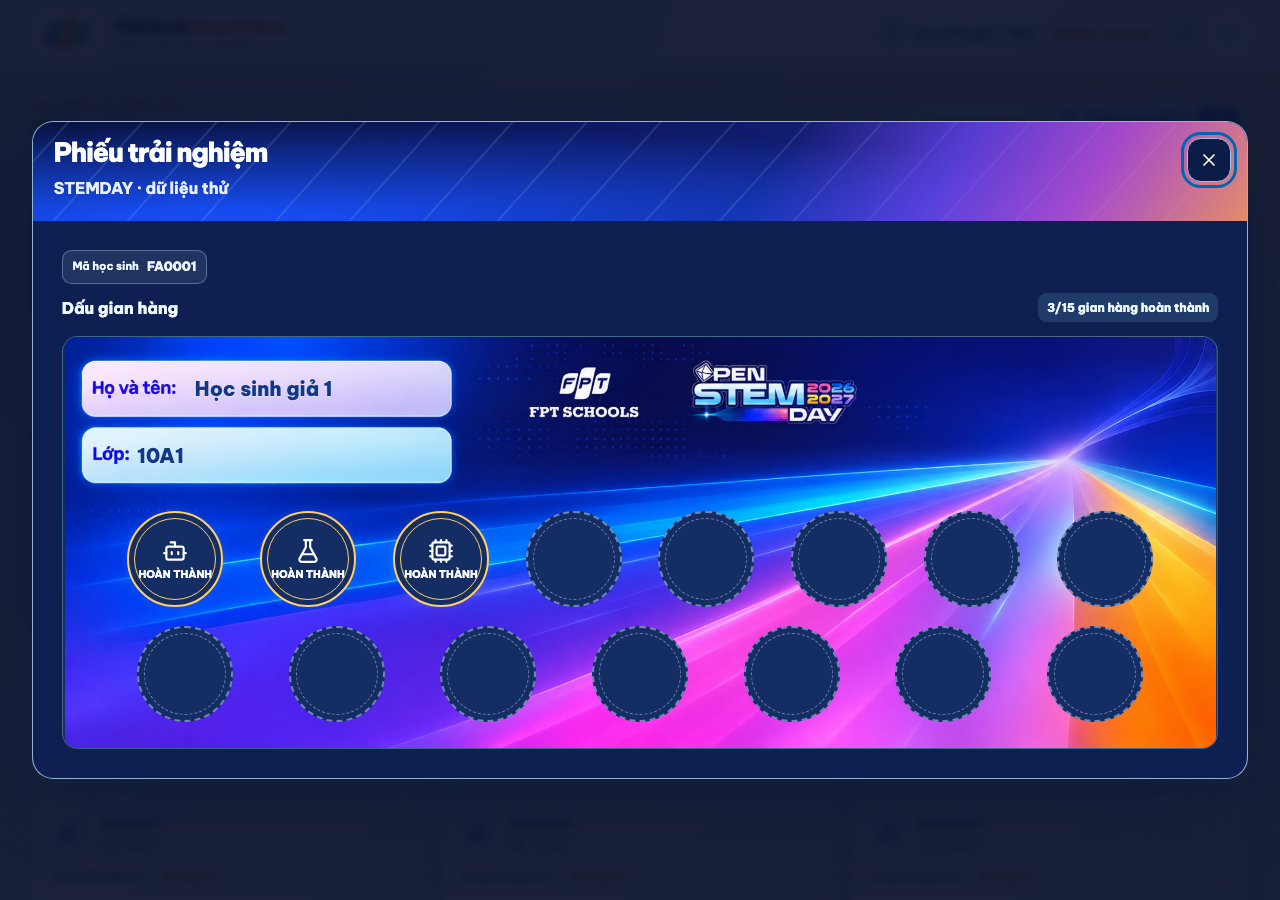 Phiếu trải nghiệm
STEMDAY · dữ liệu thử
Mã học sinh FA0001
Dấu gian hàng
3/15 gian hàng hoàn thành
Họ và tên: Học sinh giả 1
Lớp: 10A1
FPT
FPT SCHOOLS
OPEN
STEM 2026
2027
DAY
HOÀN THÀNH
HOÀN THÀNH
HOÀN THÀNH